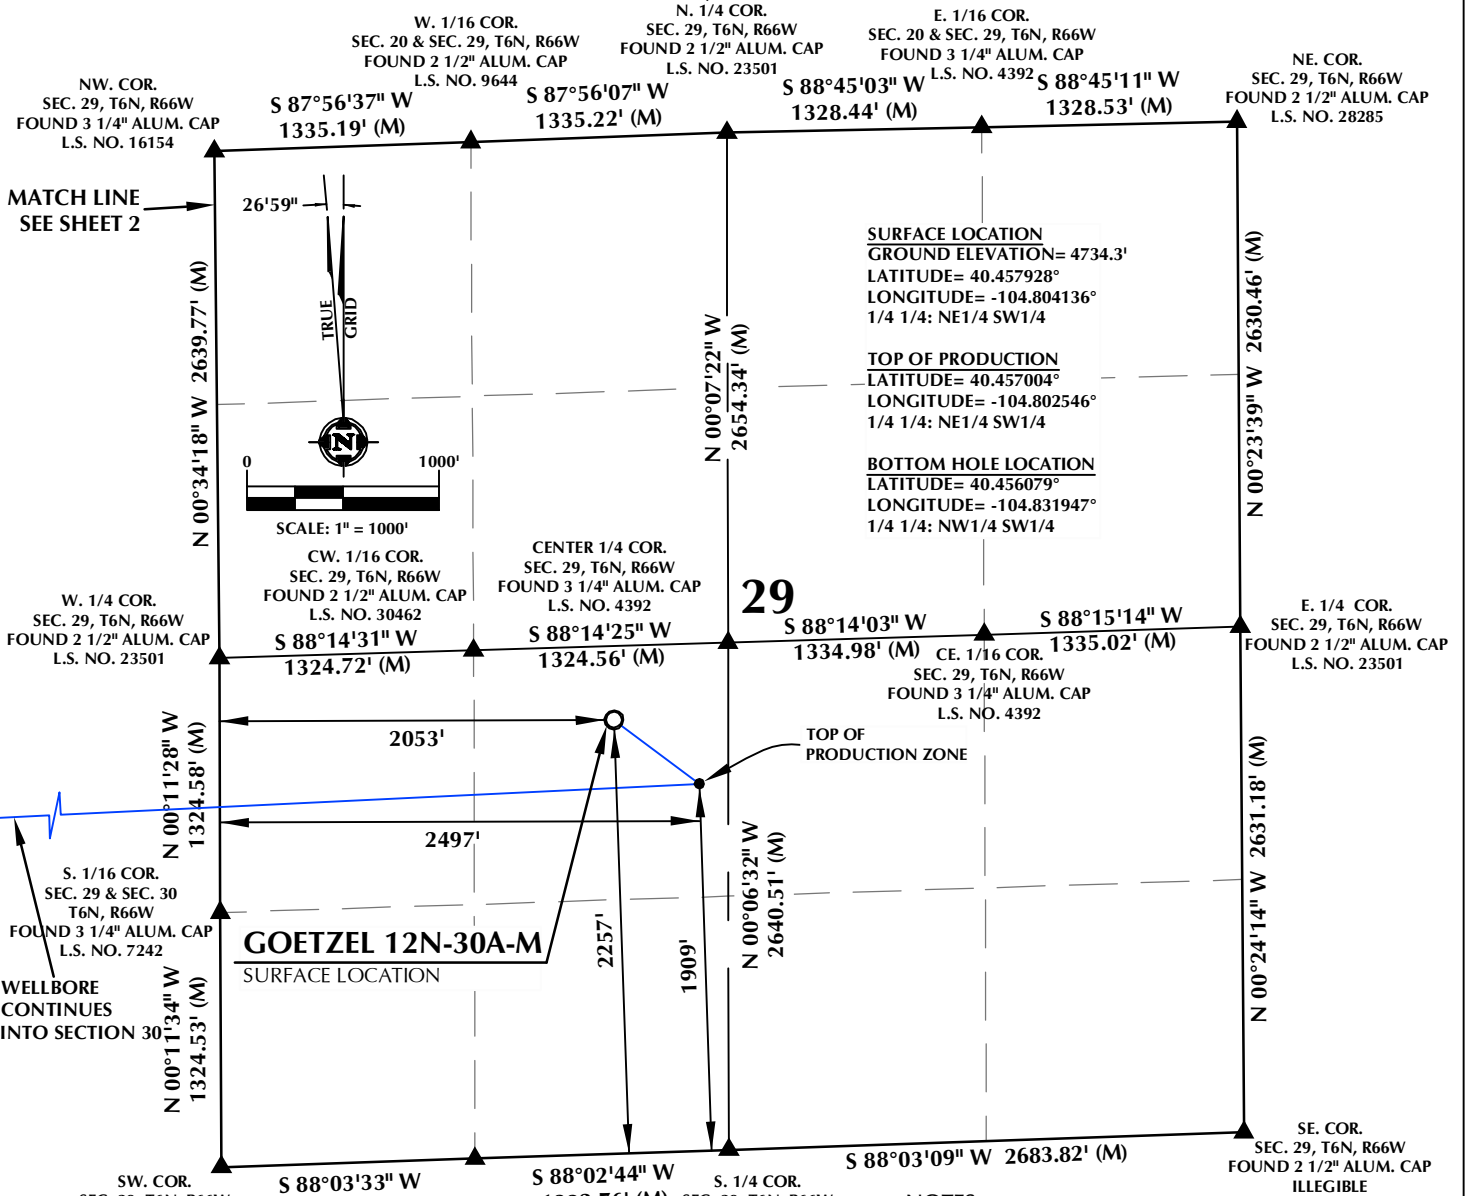 W. 1/16 COR.
SEC. 20 & SEC. 29, T6N, R66W
FOUND 2 1/2" ALUM. CAP
L.S. NO. 9644
N. 1/4 COR.
SEC. 29, T6N, R66W
FOUND 2 1/2" ALUM. CAP
L.S. NO. 23501
E. 1/16 COR.
SEC. 20 & SEC. 29, T6N, R66W
FOUND 3 1/4" ALUM. CAP
L.S. NO. 4392
NE. COR.
SEC. 29, T6N, R66W
FOUND 2 1/2" ALUM. CAP
L.S. NO. 28285
NW. COR.
SEC. 29, T6N, R66W
FOUND 3 1/4" ALUM. CAP
L.S. NO. 16154
S 87°56'37" W
1335.19' (M)
S 87°56'07" W
1335.22' (M)
S 88°45'03" W
1328.44' (M)
S 88°45'11" W
1328.53' (M)
MATCH LINE
SEE SHEET 2
26'59"
TRUE
GRID
N
0 1000'
SCALE: 1" = 1000'
N 00°34'18" W 2639.77' (M)
N 00°07'22" W
2654.34' (M)
N 00°23'39" W 2630.46' (M)
SURFACE LOCATION
GROUND ELEVATION= 4734.3'
LATITUDE= 40.457928°
LONGITUDE= -104.804136°
1/4 1/4: NE1/4 SW1/4
TOP OF PRODUCTION
LATITUDE= 40.457004°
LONGITUDE= -104.802546°
1/4 1/4: NE1/4 SW1/4
BOTTOM HOLE LOCATION
LATITUDE= 40.456079°
LONGITUDE= -104.831947°
1/4 1/4: NW1/4 SW1/4
W. 1/4 COR.
SEC. 29, T6N, R66W
FOUND 2 1/2" ALUM. CAP
L.S. NO. 23501
CW. 1/16 COR.
SEC. 29, T6N, R66W
FOUND 2 1/2" ALUM. CAP
L.S. NO. 30462
CENTER 1/4 COR.
SEC. 29, T6N, R66W
FOUND 3 1/4" ALUM. CAP
L.S. NO. 4392
29
E. 1/4 COR.
SEC. 29, T6N, R66W
FOUND 2 1/2" ALUM. CAP
L.S. NO. 23501
S 88°14'31" W
1324.72' (M)
S 88°14'25" W
1324.56' (M)
S 88°14'03" W
1334.98' (M)
S 88°15'14" W
1335.02' (M)
CE. 1/16 COR.
SEC. 29, T6N, R66W
FOUND 3 1/4" ALUM. CAP
L.S. NO. 4392
2053'
TOP OF
PRODUCTION ZONE
2497'
N 00°11'28" W
1324.58' (M)
2257'
1909'
N 00°06'32" W
2640.51' (M)
N 00°24'14" W 2631.18' (M)
S. 1/16 COR.
SEC. 29 & SEC. 30
T6N, R66W
FOUND 3 1/4" ALUM. CAP
L.S. NO. 7242
GOETZEL 12N-30A-M
SURFACE LOCATION
WELLBORE
CONTINUES
INTO SECTION 30
N 00°11'34" W
1324.53' (M)
SW. COR.
S 88°03'33" W
S 88°02'44" W
S. 1/4 COR.
S 88°03'09" W 2683.82' (M)
SE. COR.
SEC. 29, T6N, R66W
FOUND 2 1/2" ALUM. CAP
ILLEGIBLE